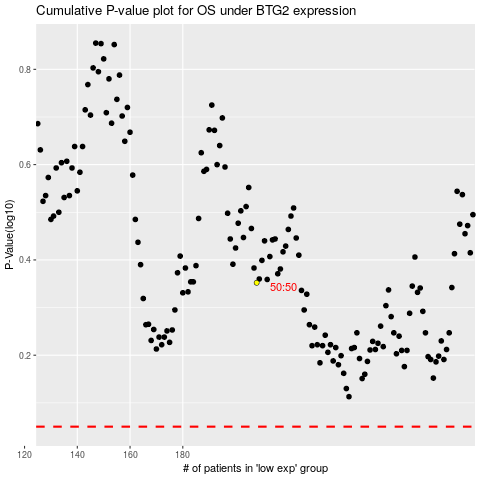 Cumulative P-value plot for OS under BTG2 expression
P-Value(log10)
0.8
0.6
0.4
0.2
50:50
120 140 160 180
# of patients in 'low exp' group